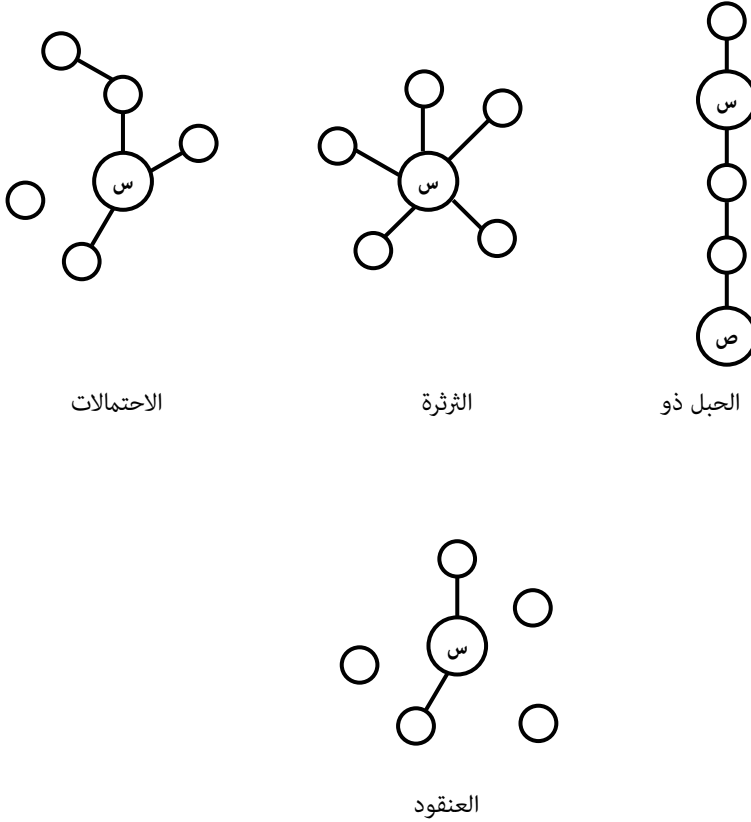 س
س
س
ص
الحبل ذو
الثرثرة
الاحتمالات
س
العنقود